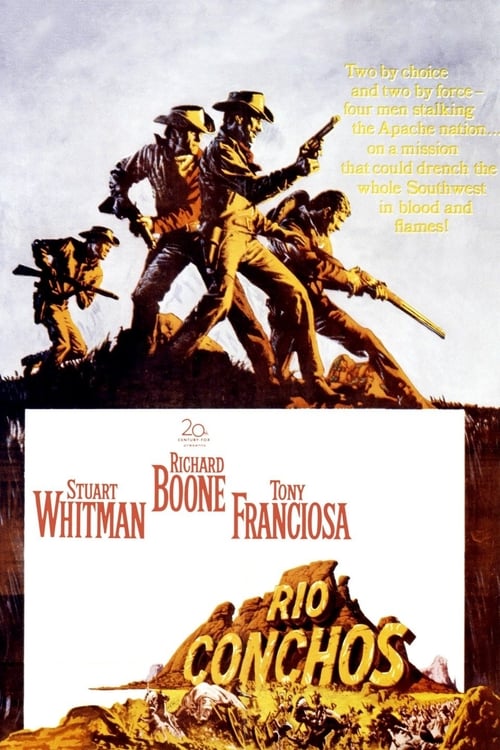 Two by choice
and two by force–
four men stalking
the Apache nation...
on a mission
that could drench the
whole Southwest
in blood and
flames!
20th
CENTURY FOX
PRESENTS
STUART
WHITMAN
RICHARD
BOONE
TONY
FRANCIOSA
RIO
CONCHOS